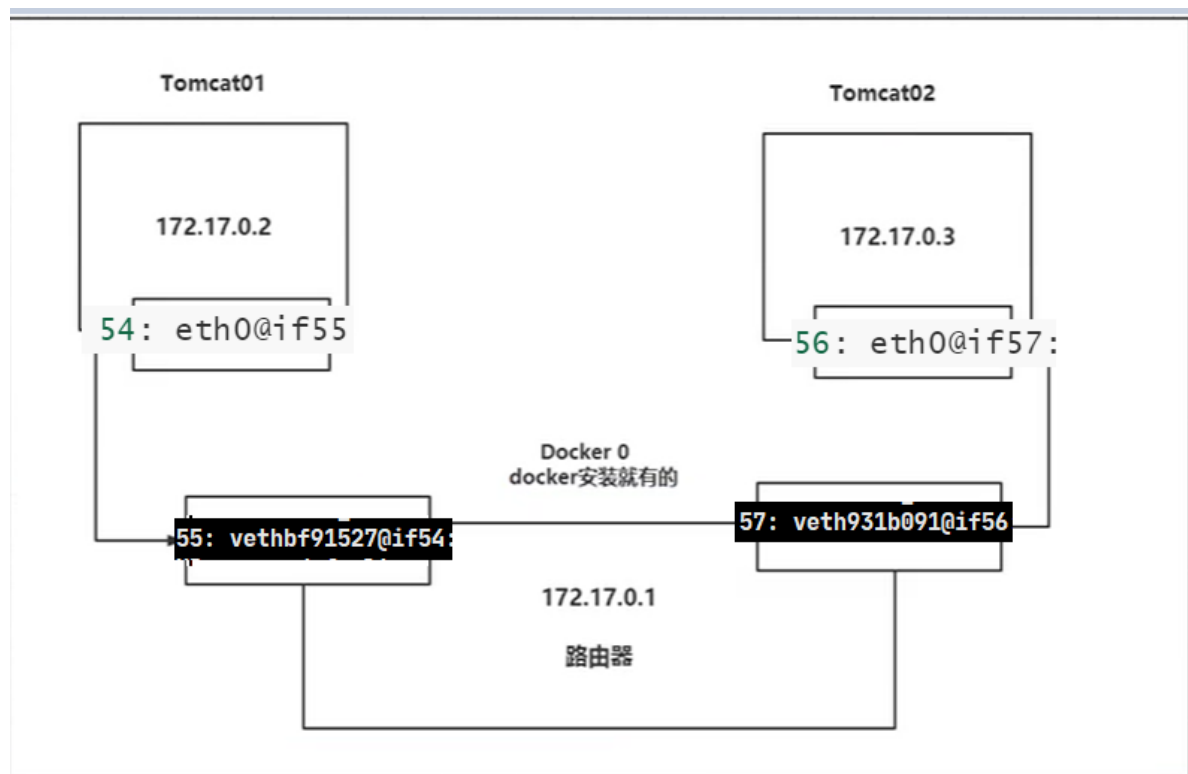 Tomcat01
Tomcat02
172.17.0.2
172.17.0.3
54: eth0@if55
56: eth0@if57:
Docker 0
docker安装就有的
55: vethbf91527@if54:
57: veth931b091@if56
172.17.0.1
路由器